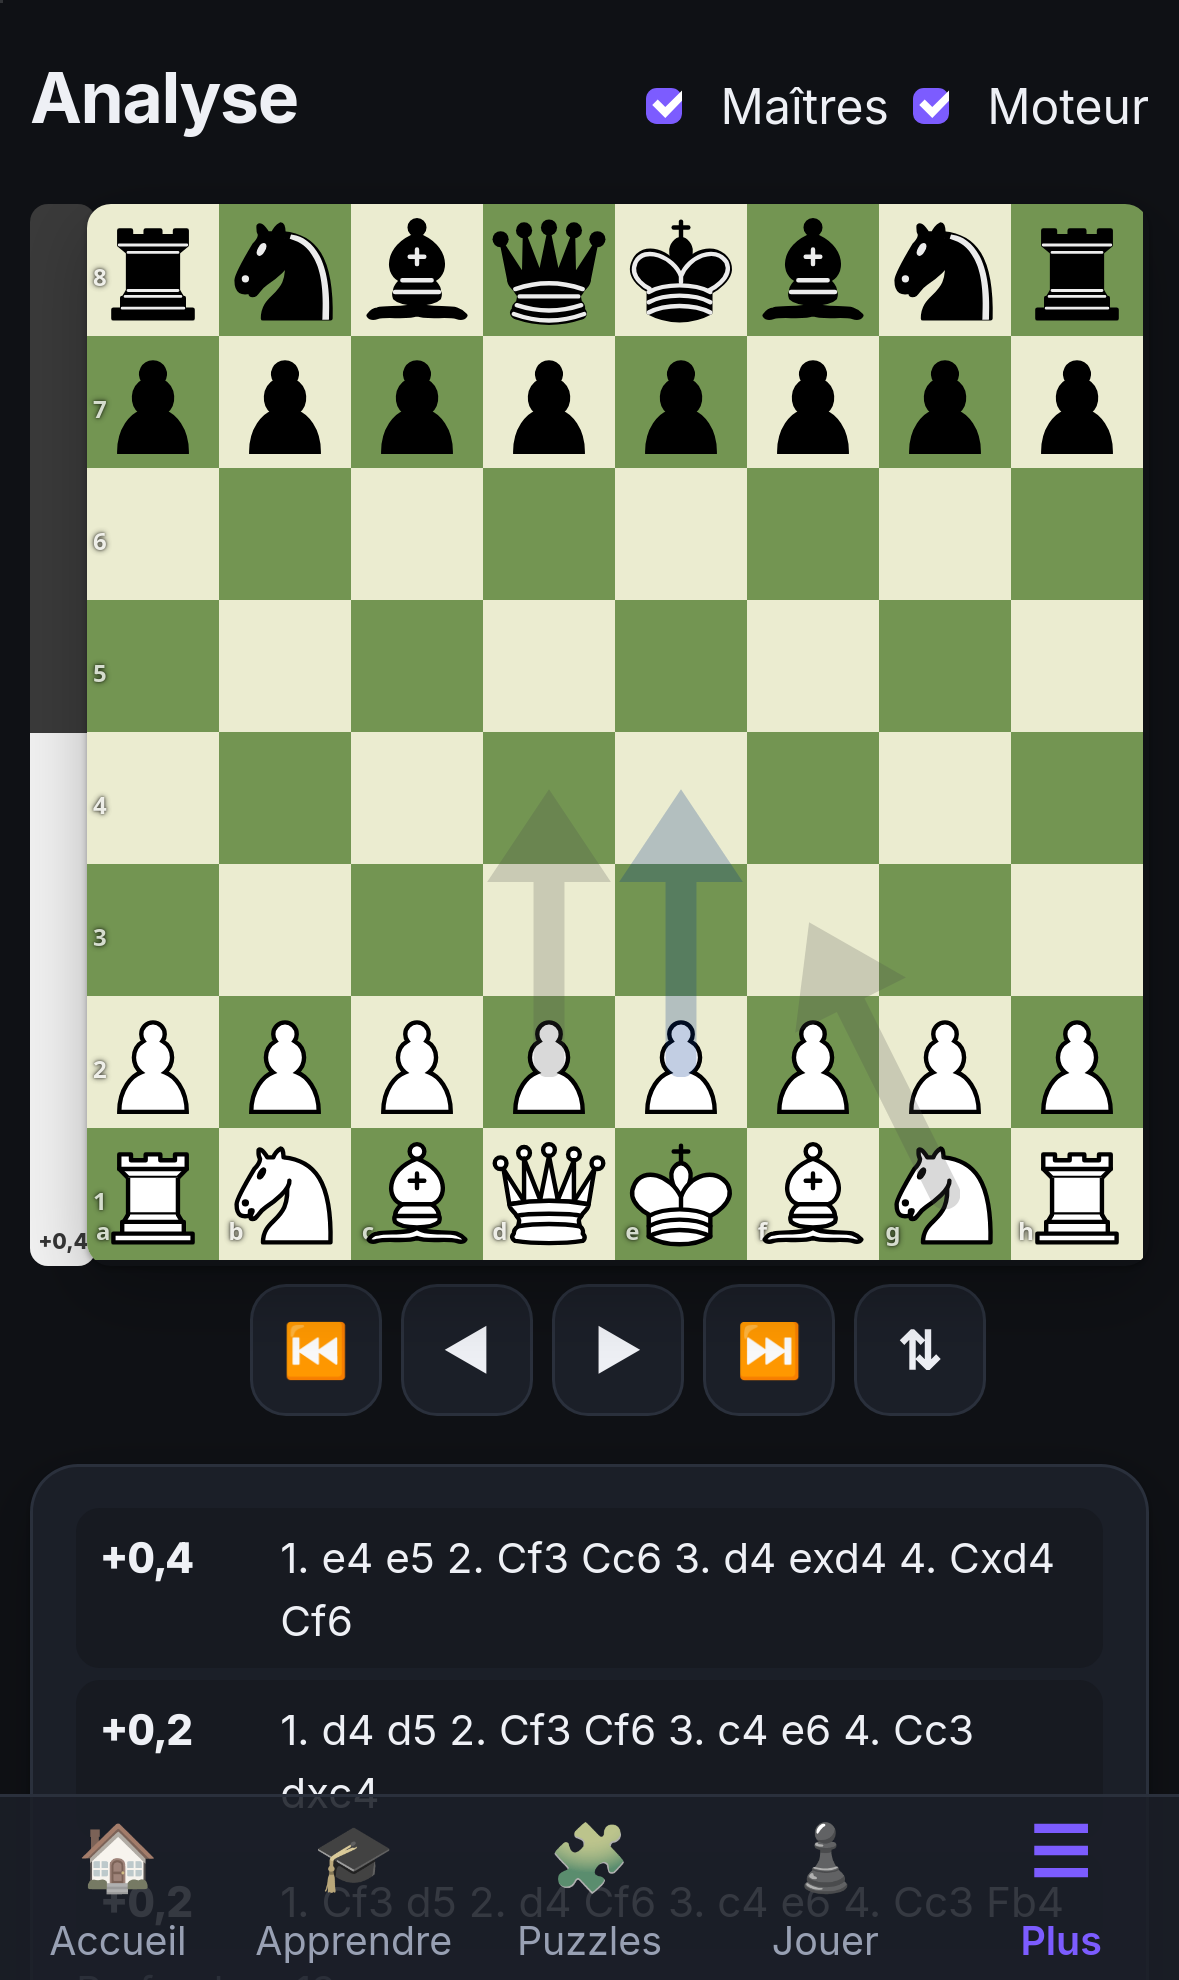 Analyse
Maîtres
Moteur
8
7
6
5
4
3
2
1
a b c d e f g h
+0,4
+0,4 1. e4 e5 2. Cf3 Cc6 3. d4 exd4 4. Cxd4
Cf6
+0,2 1. d4 d5 2. Cf3 Cf6 3. c4 e6 4. Cc3
dxc4
+0,2 1. Cf3 d5 2. d4 Cf6 3. c4 e6 4. Cc3 Fb4
Accueil Apprendre Puzzles Jouer Plus